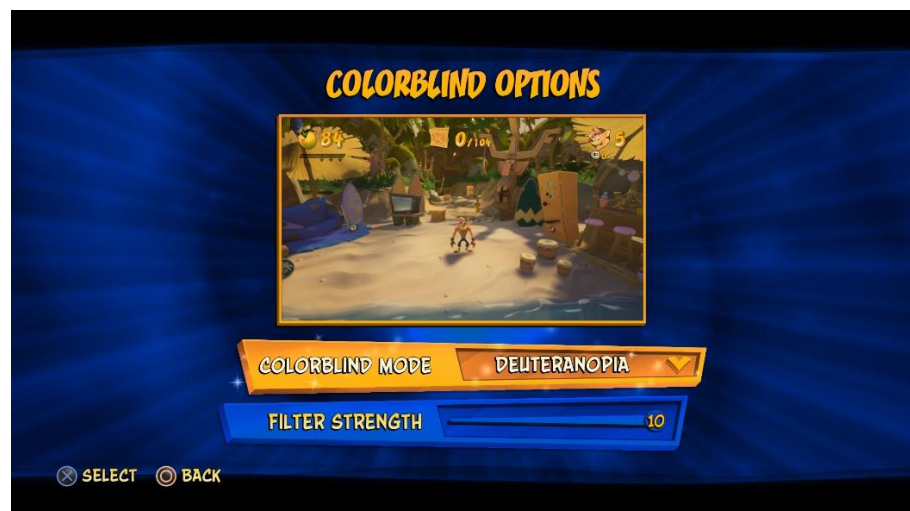 COLORBLIND OPTIONS
84 0/104 5
COLORBLIND MODE DEUTERANOPIA
FILTER STRENGTH 10
SELECT BACK